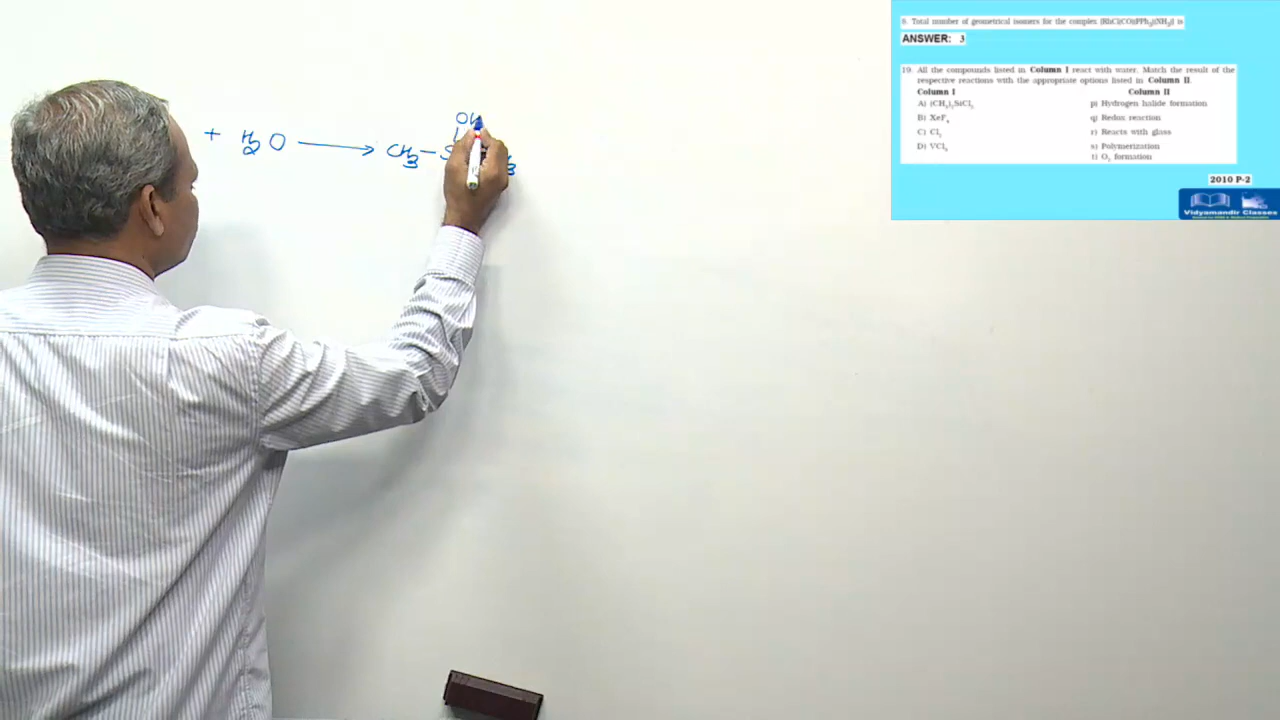 8. Total number of geometrical isomers for the complex [RhCl(CO)(PPh₃)(NH₃)] is
ANSWER: 3
19. All the compounds listed in Column I react with water. Match the result of the
respective reactions with the appropriate options listed in Column II.
Column I Column II
A) (CH₃)₂SiCl₂ p) Hydrogen halide formation
B) XeF₄ q) Redox reaction
C) Cl₂ r) Reacts with glass
D) VCl₅ s) Polymerization
t) O₂ formation
2010 P-2
Vidyamandir Classes
OH
+ H₂O ⟶ CH₃ – S